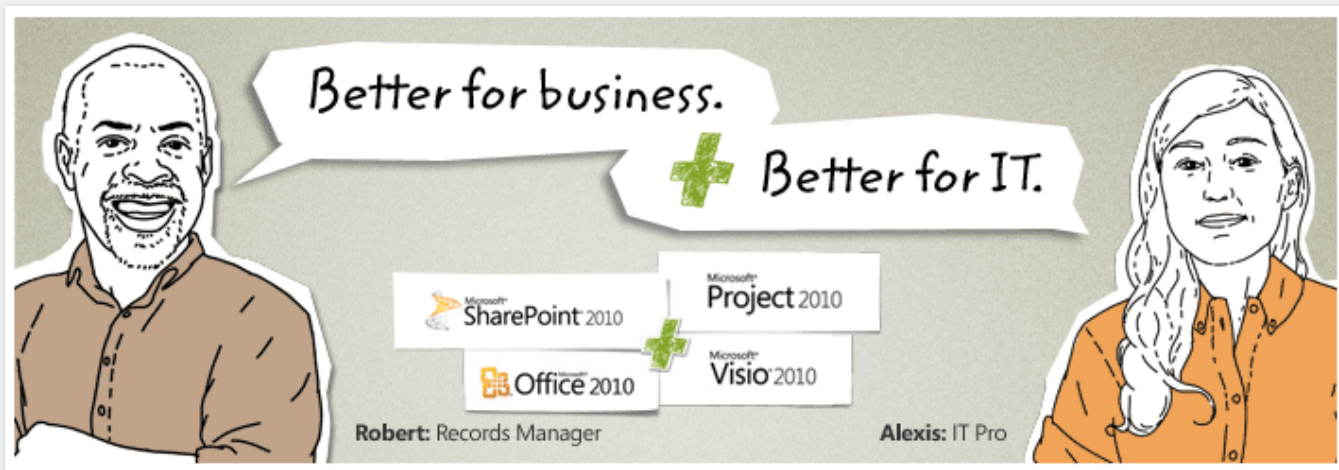 Better for business.
Better for IT.
Microsoft®
SharePoint® 2010
Microsoft®
Project 2010
Microsoft®
Office 2010
Microsoft®
Visio® 2010
Robert: Records Manager
Alexis: IT Pro